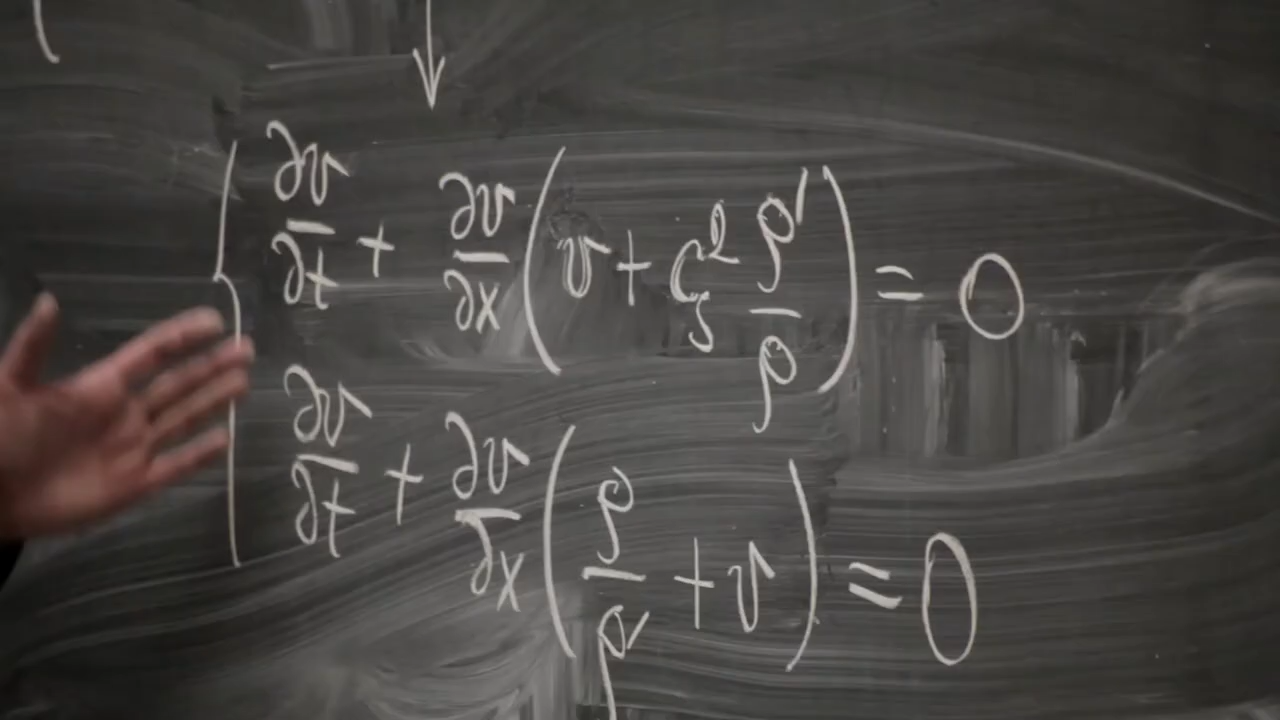 ∂v/∂t + ∂v/∂x (v + c_s² ρ'/ρ) = 0
∂v/∂t + ∂v/∂x (ρ/ρ' + v) = 0